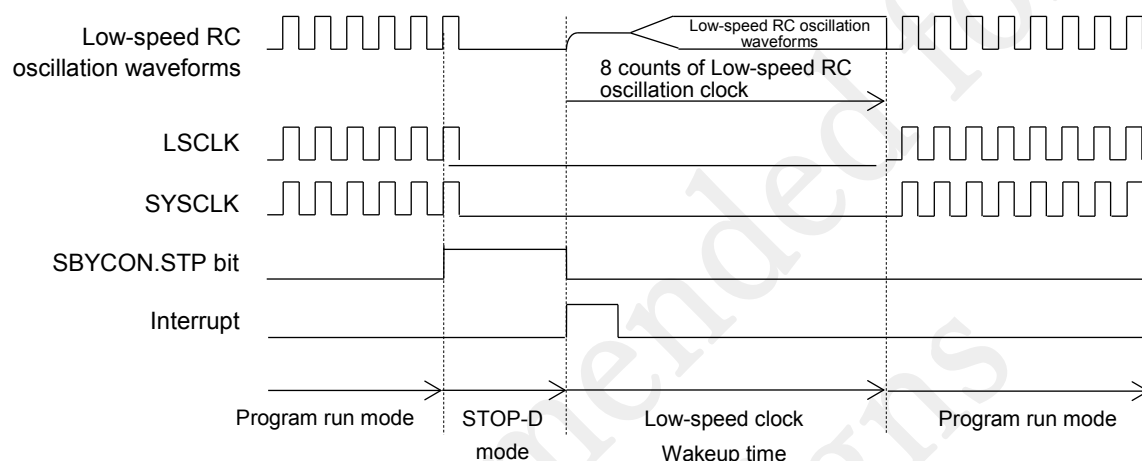 Low-speed RC
oscillation waveforms
Low-speed RC oscillation
waveforms
8 counts of Low-speed RC
oscillation clock
LSCLK
SYSCLK
SBYCON.STP bit
Interrupt
Program run mode
STOP-D
mode
Low-speed clock
Wakeup time
Program run mode